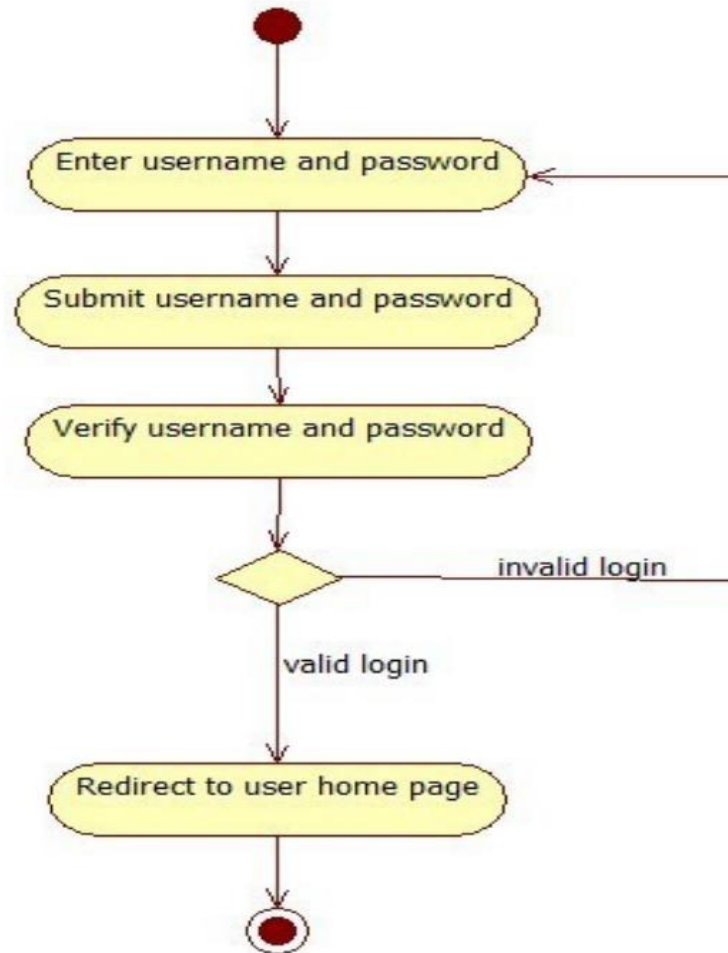 Enter username and password
Submit username and password
Verify username and password
invalid login
valid login
Redirect to user home page